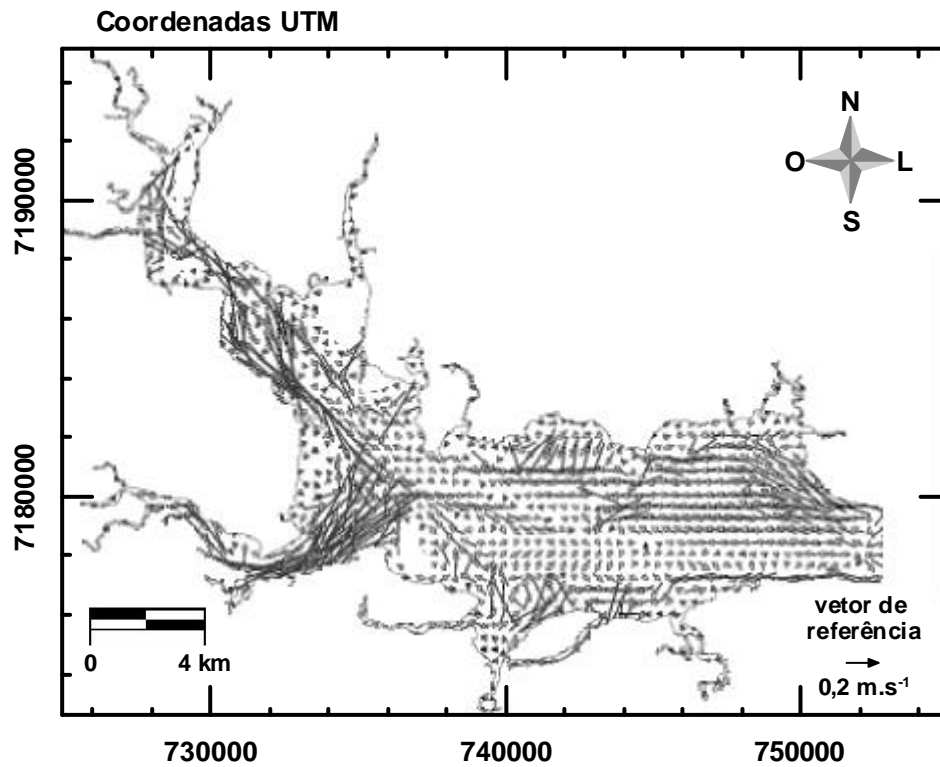 Coordenadas UTM
N
O L
S
7190000
7180000
vetor de
referência
0,2 m.s⁻¹
0 4 km
730000 740000 750000